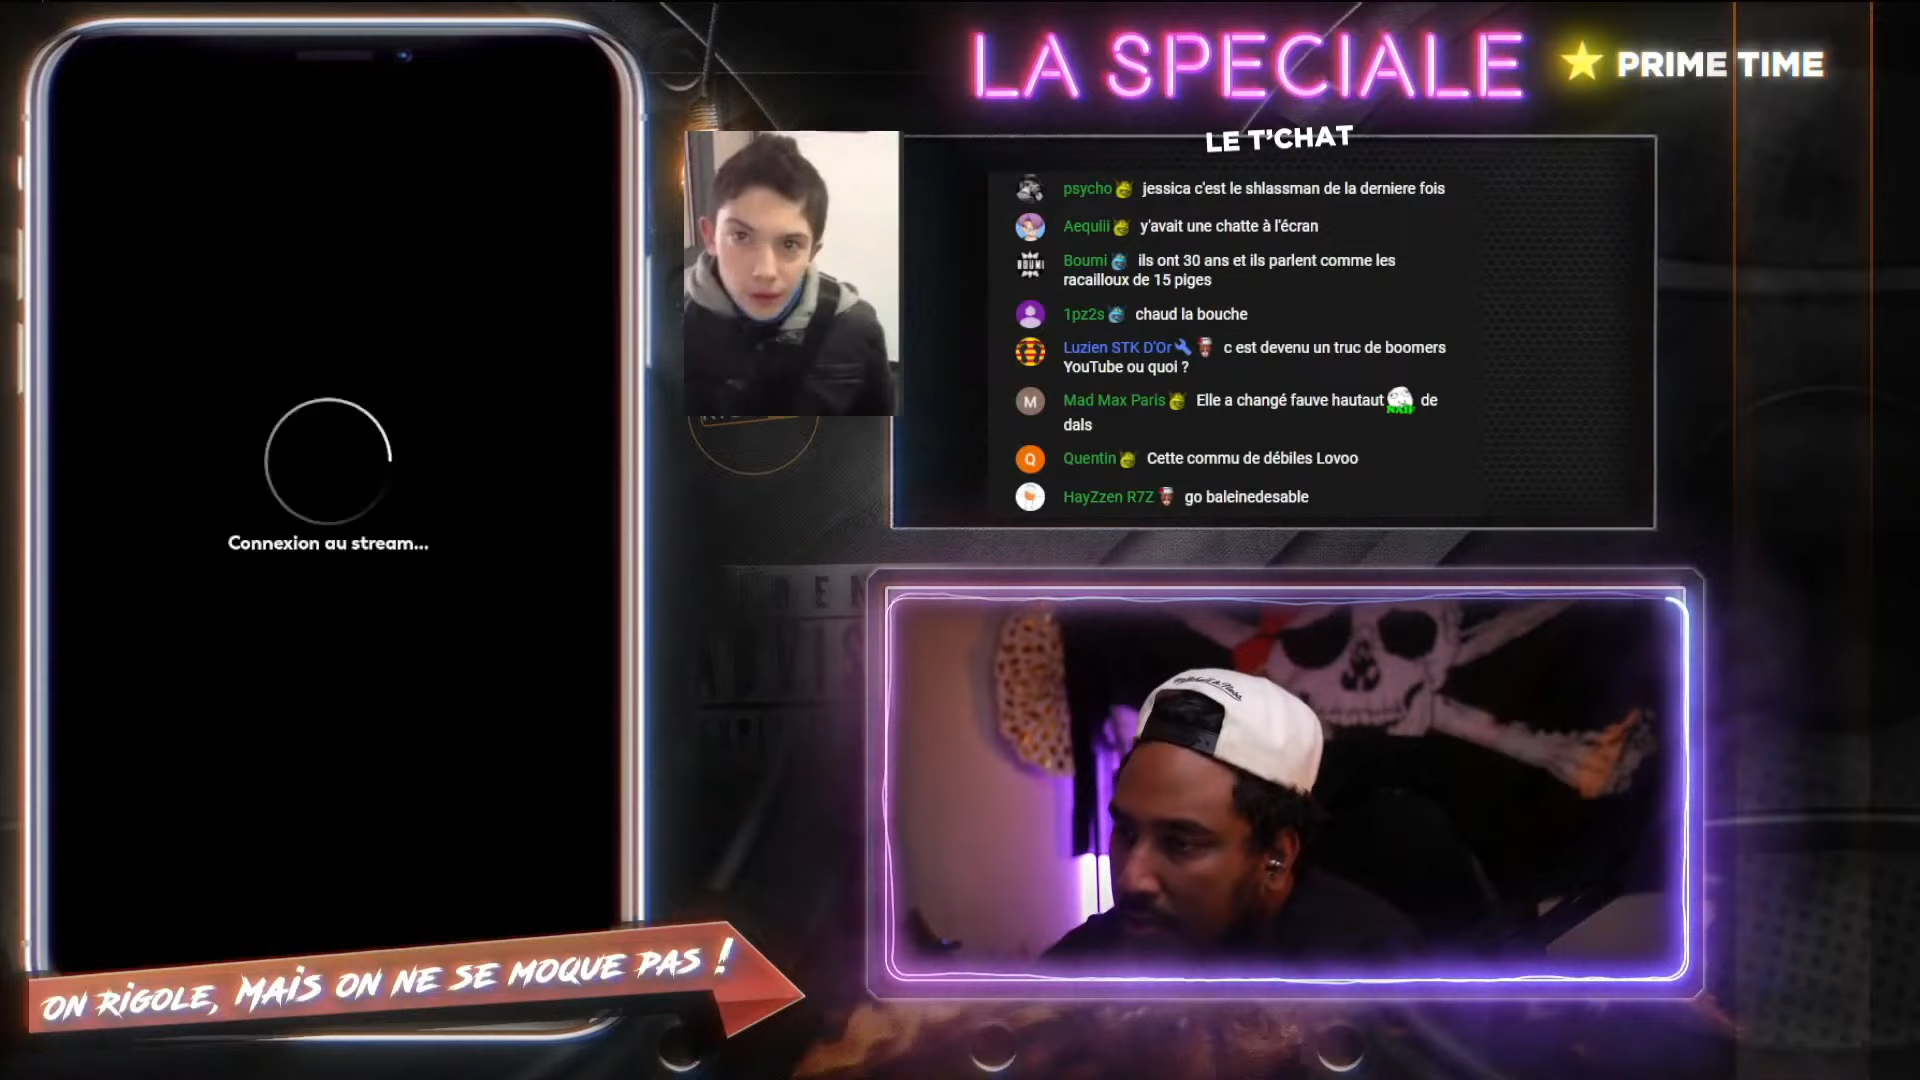 LA SPECIALE
PRIME TIME
LE T'CHAT
psycho jessica c'est le shlassman de la derniere fois
Aequiii y'avait une chatte à l'écran
BOUMI
Boumi ils ont 30 ans et ils parlent comme les
racailloux de 15 piges
1pz2s chaud la bouche
Luzien STK D'Or c est devenu un truc de boomers
YouTube ou quoi ?
M
Mad Max Paris Elle a changé fauve hautaut de
dals
Q
Quentin Cette commu de débiles Lovoo
HayZzen R7Z go baleinedesable
Connexion au stream...
ON RIGOLE, MAIS ON NE SE MOQUE PAS !